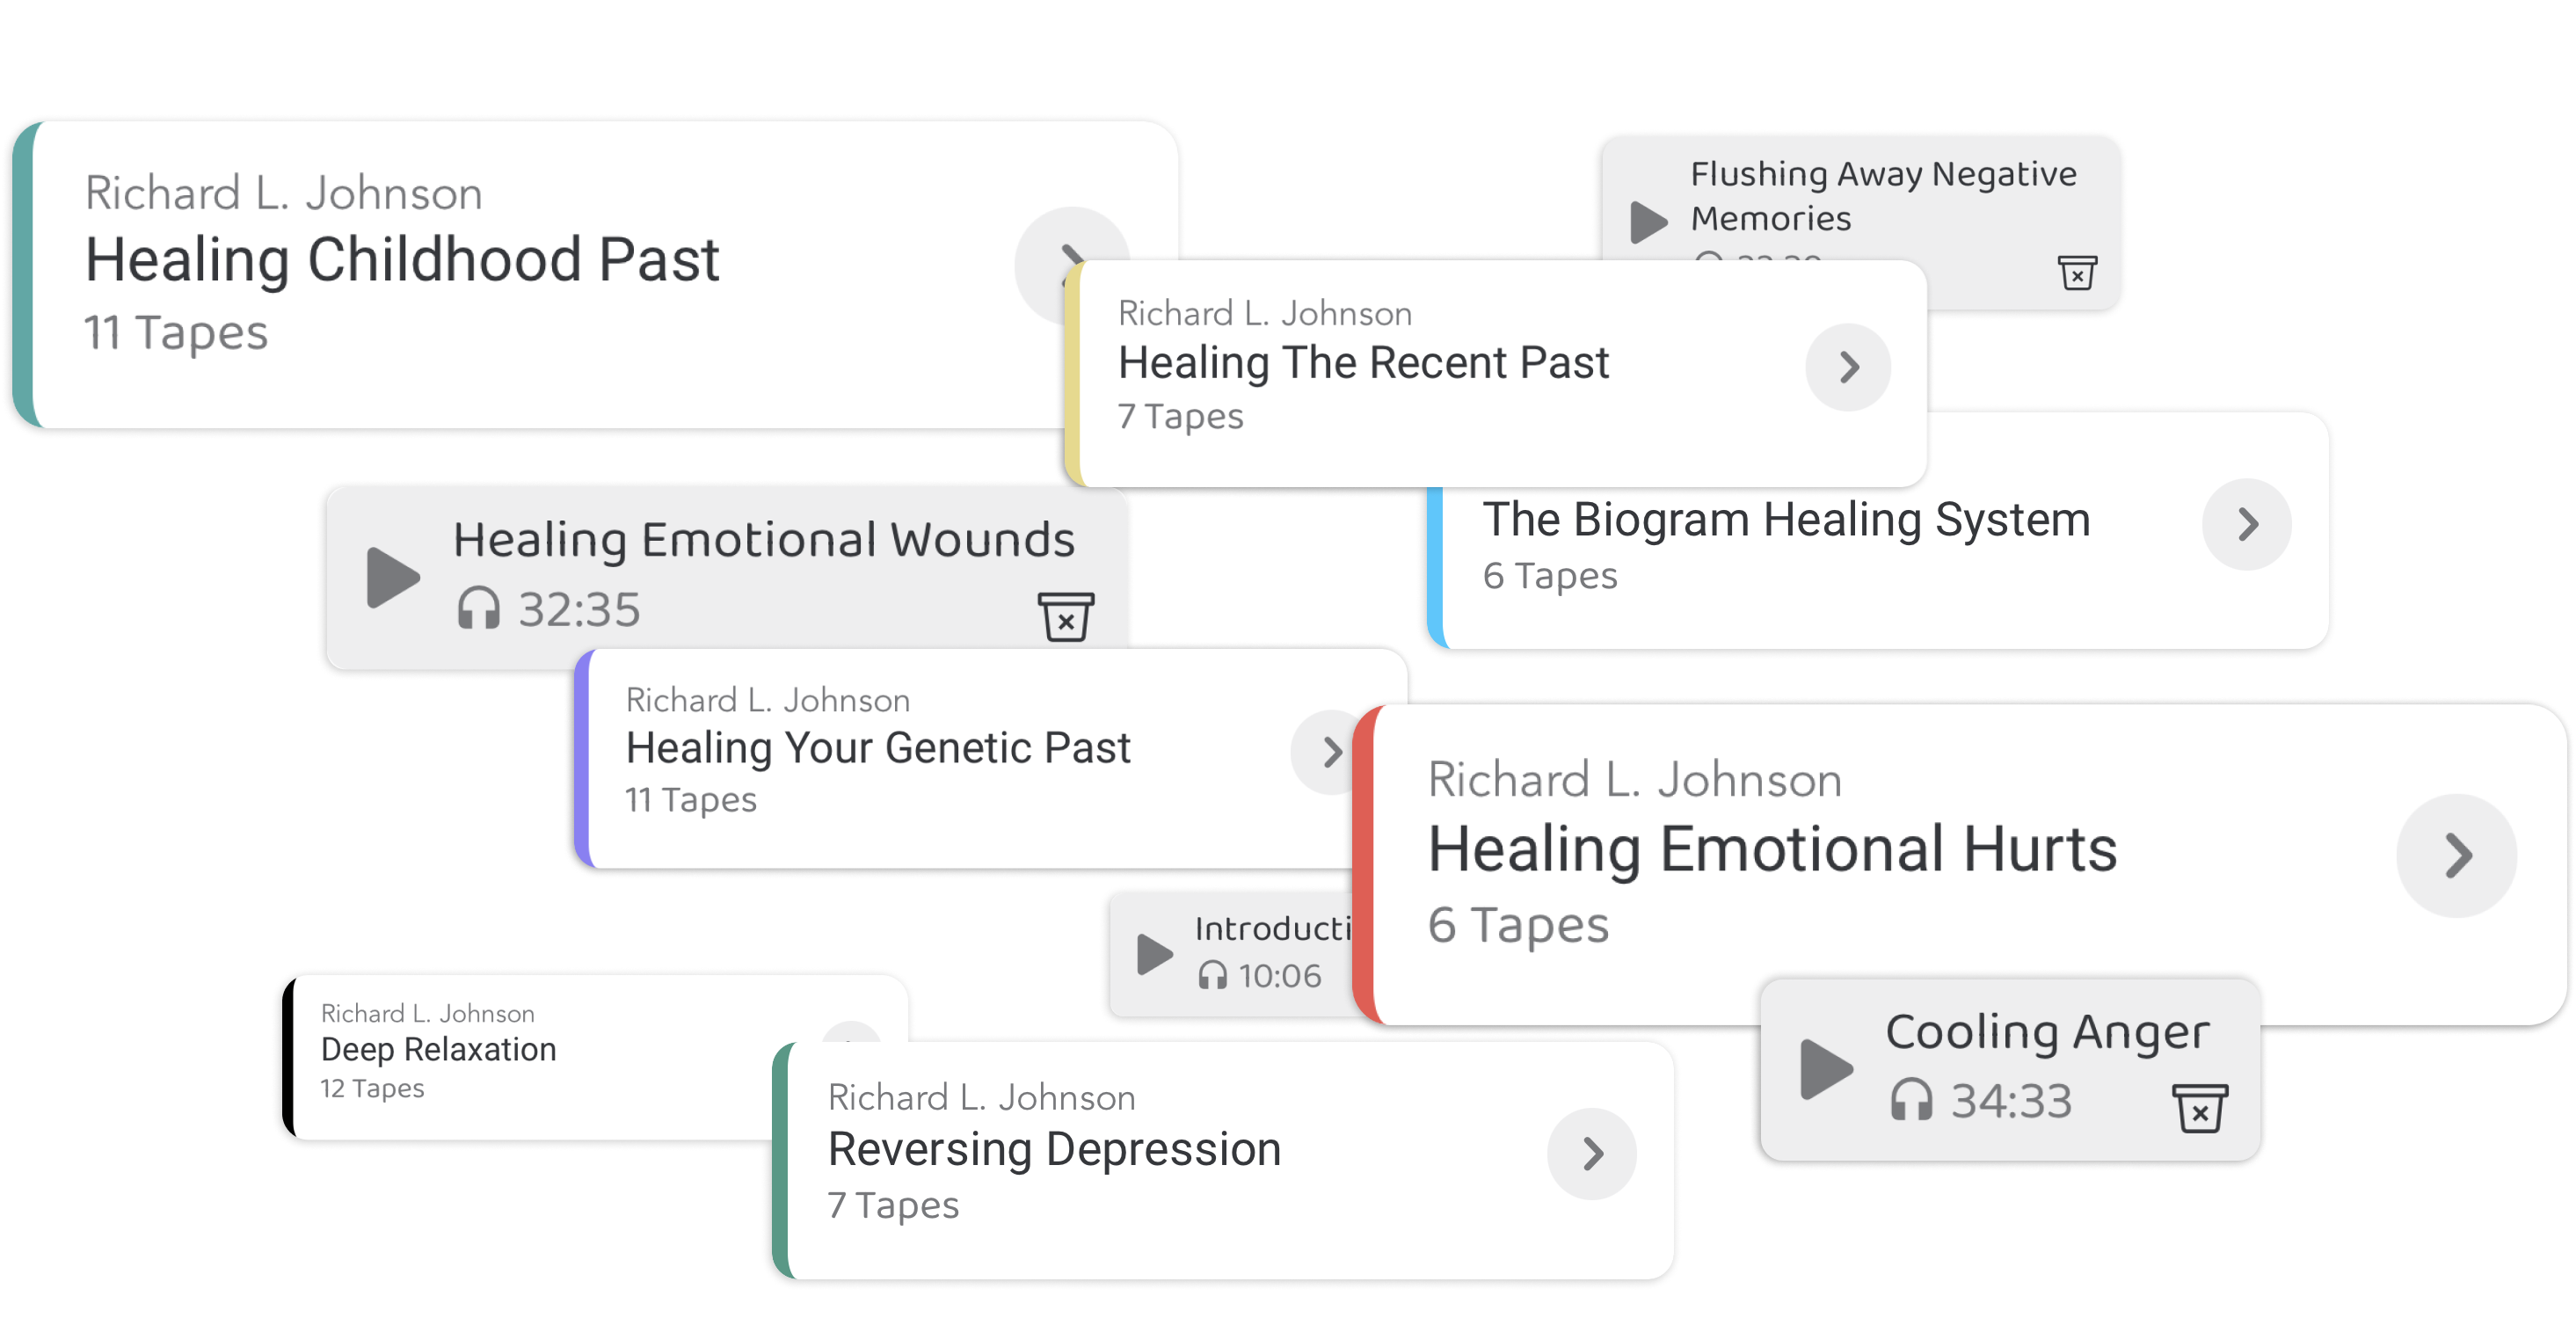 Richard L. Johnson
Healing Childhood Past
11 Tapes
Flushing Away Negative
Memories
Richard L. Johnson
Healing The Recent Past
7 Tapes
The Biogram Healing System
6 Tapes
Healing Emotional Wounds
32:35
Richard L. Johnson
Healing Your Genetic Past
11 Tapes
Richard L. Johnson
Healing Emotional Hurts
6 Tapes
Introducti
10:06
Richard L. Johnson
Deep Relaxation
12 Tapes
Richard L. Johnson
Reversing Depression
7 Tapes
Cooling Anger
34:33